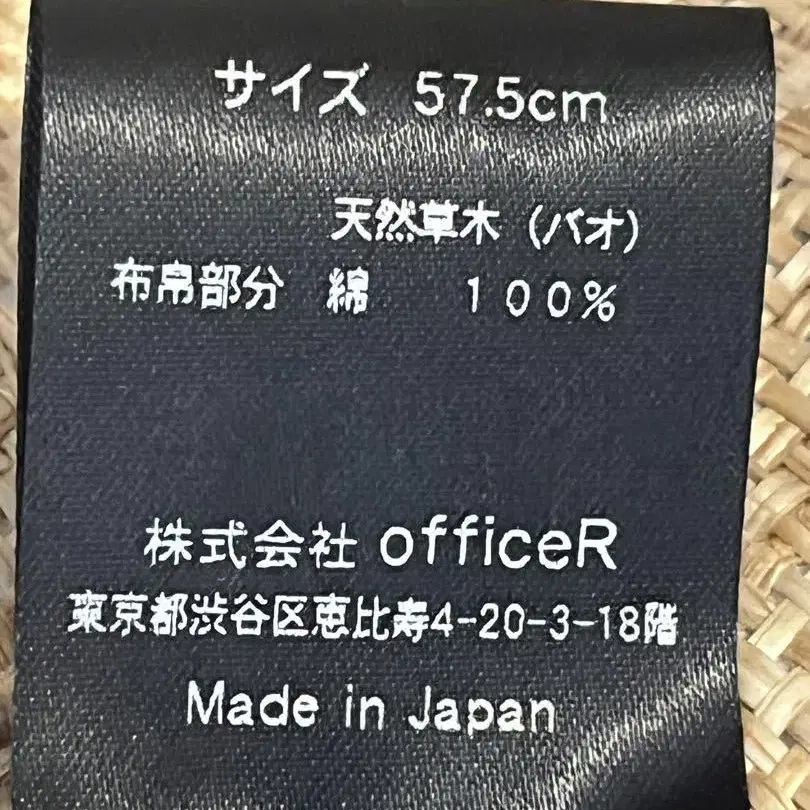 サイズ 57.5cm
天然草木 (バオ)
布帛部分 綿 100%
株式会社 officeR
東京都渋谷区恵比寿4-20-3-18階
Made in Japan